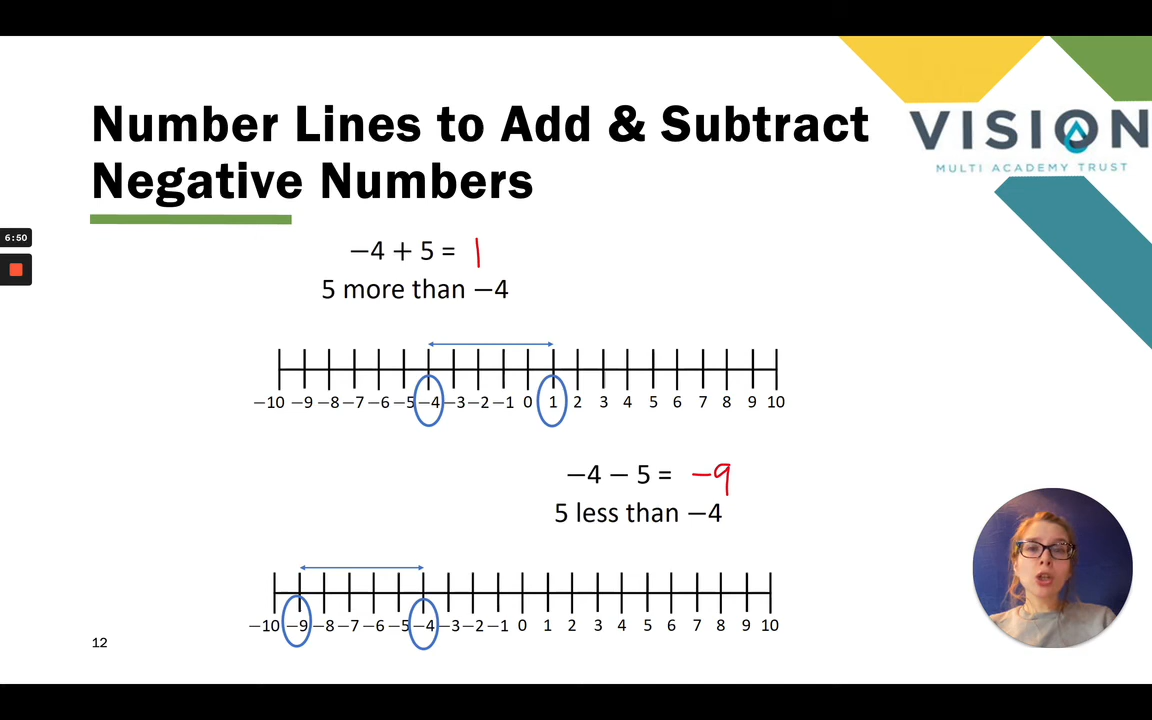 Number Lines to Add & Subtract
Negative Numbers
VISION
MULTI ACADEMY TRUST
6:50
−4 + 5 = 1
5 more than −4
−10 −9 −8 −7 −6 −5 −4 −3 −2 −1 0 1 2 3 4 5 6 7 8 9 10
−4 − 5 = −9
5 less than −4
−10 −9 −8 −7 −6 −5 −4 −3 −2 −1 0 1 2 3 4 5 6 7 8 9 10
12